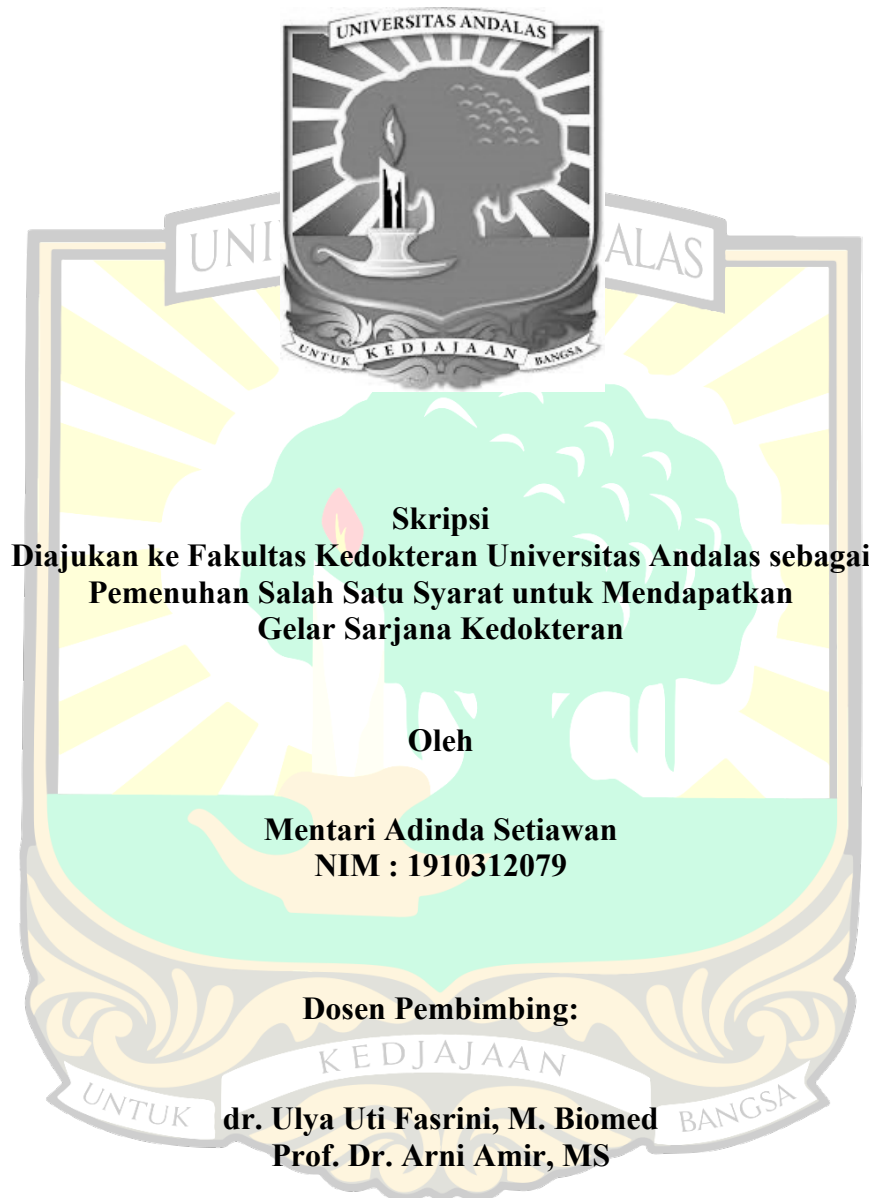 UNIVERSITAS ANDALAS
UNTUK KEDJAJAAN BANGSA
UNI ALAS
Skripsi
Diajukan ke Fakultas Kedokteran Universitas Andalas sebagai
Pemenuhan Salah Satu Syarat untuk Mendapatkan
Gelar Sarjana Kedokteran
Oleh
Mentari Adinda Setiawan
NIM : 1910312079
Dosen Pembimbing:
KEDJAJAAN
UNTUK BANGSA
dr. Ulya Uti Fasrini, M. Biomed
Prof. Dr. Arni Amir, MS